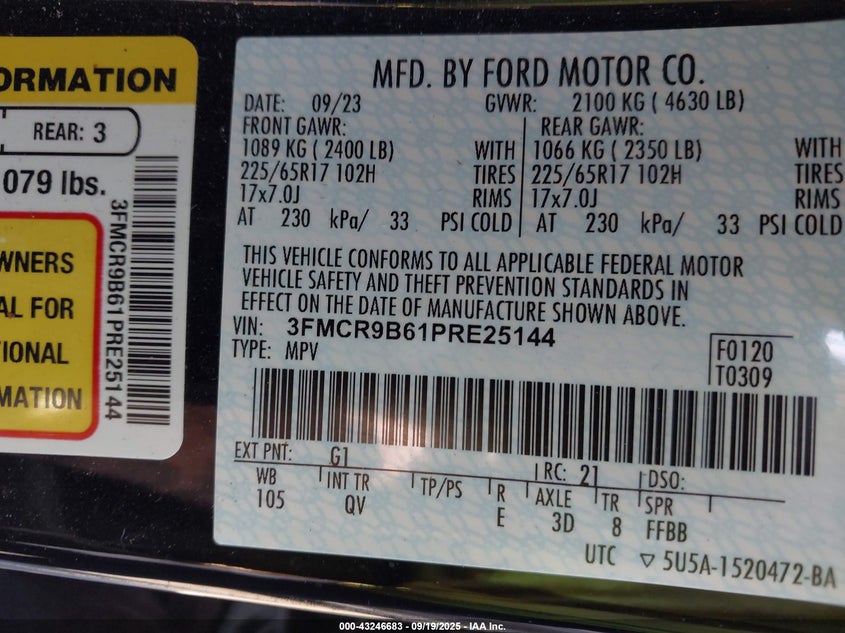 ORMATION
REAR: 3
079 lbs.
WNERS
AL FOR
TIONAL
MATION
3FMCR9B61PRE25144
MFD. BY FORD MOTOR CO.
DATE: 09/23 GVWR: 2100 KG ( 4630 LB)
FRONT GAWR: REAR GAWR:
1089 KG ( 2400 LB) WITH 1066 KG ( 2350 LB) WITH
225/65R17 102H TIRES 225/65R17 102H TIRES
17x7.0J RIMS 17x7.0J RIMS
AT 230 kPa/ 33 PSI COLD AT 230 kPa/ 33 PSI COLD
THIS VEHICLE CONFORMS TO ALL APPLICABLE FEDERAL MOTOR
VEHICLE SAFETY AND THEFT PREVENTION STANDARDS IN
EFFECT ON THE DATE OF MANUFACTURE SHOWN ABOVE.
VIN: 3FMCR9B61PRE25144
TYPE: MPV
F0120
T0309
EXT PNT: G1 RC: 21 DSO:
WB INT TR TP/PS R AXLE TR SPR
105 QV E 3D 8 FFBB
UTC ▽ 5U5A-1520472-BA
000-43246683 - 09/19/2025 - IAA Inc.